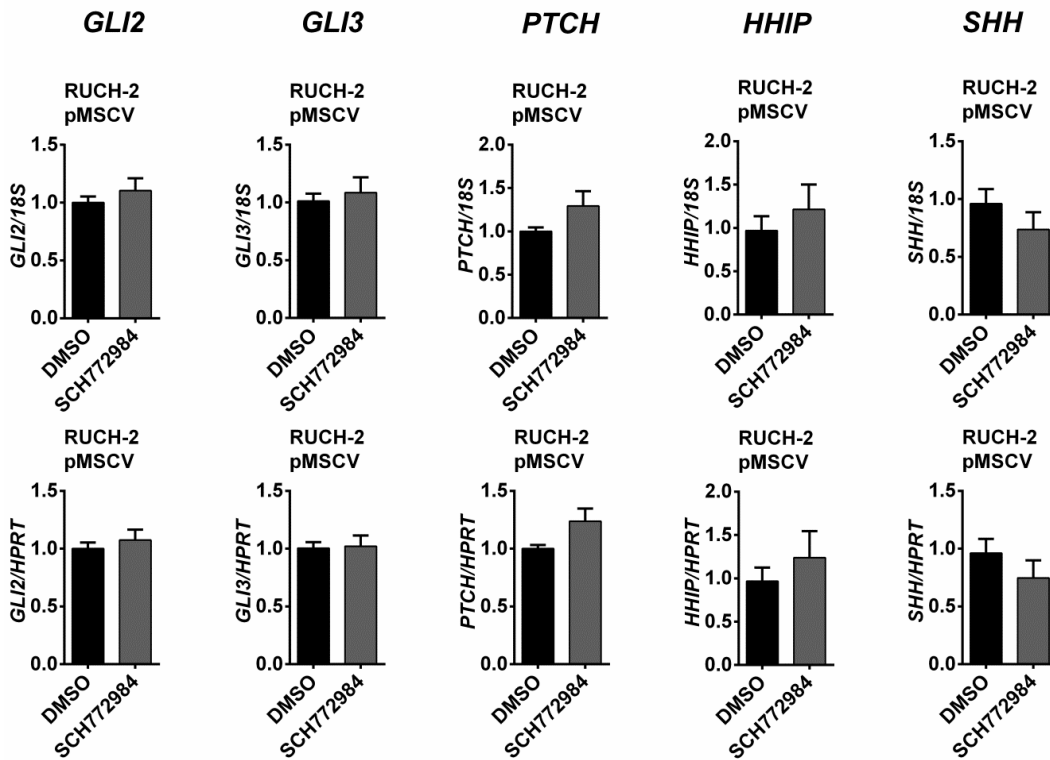 GLI2
GLI3
PTCH
HHIP
SHH
RUCH-2
pMSCV
GLI2/18S
1.5
1.0
0.5
0.0
DMSO
SCH772984
RUCH-2
pMSCV
GLI3/18S
1.5
1.0
0.5
0.0
DMSO
SCH772984
RUCH-2
pMSCV
PTCH/18S
2.0
1.5
1.0
0.5
0.0
DMSO
SCH772984
RUCH-2
pMSCV
HHIP/18S
2.0
1.5
1.0
0.5
0.0
DMSO
SCH772984
RUCH-2
pMSCV
SHH/18S
1.5
1.0
0.5
0.0
DMSO
SCH772984
RUCH-2
pMSCV
GLI2/HPRT
1.5
1.0
0.5
0.0
DMSO
SCH772984
RUCH-2
pMSCV
GLI3/HPRT
1.5
1.0
0.5
0.0
DMSO
SCH772984
RUCH-2
pMSCV
PTCH/HPRT
1.5
1.0
0.5
0.0
DMSO
SCH772984
RUCH-2
pMSCV
HHIP/HPRT
2.0
1.5
1.0
0.5
0.0
DMSO
SCH772984
RUCH-2
pMSCV
SHH/HPRT
1.5
1.0
0.5
0.0
DMSO
SCH772984